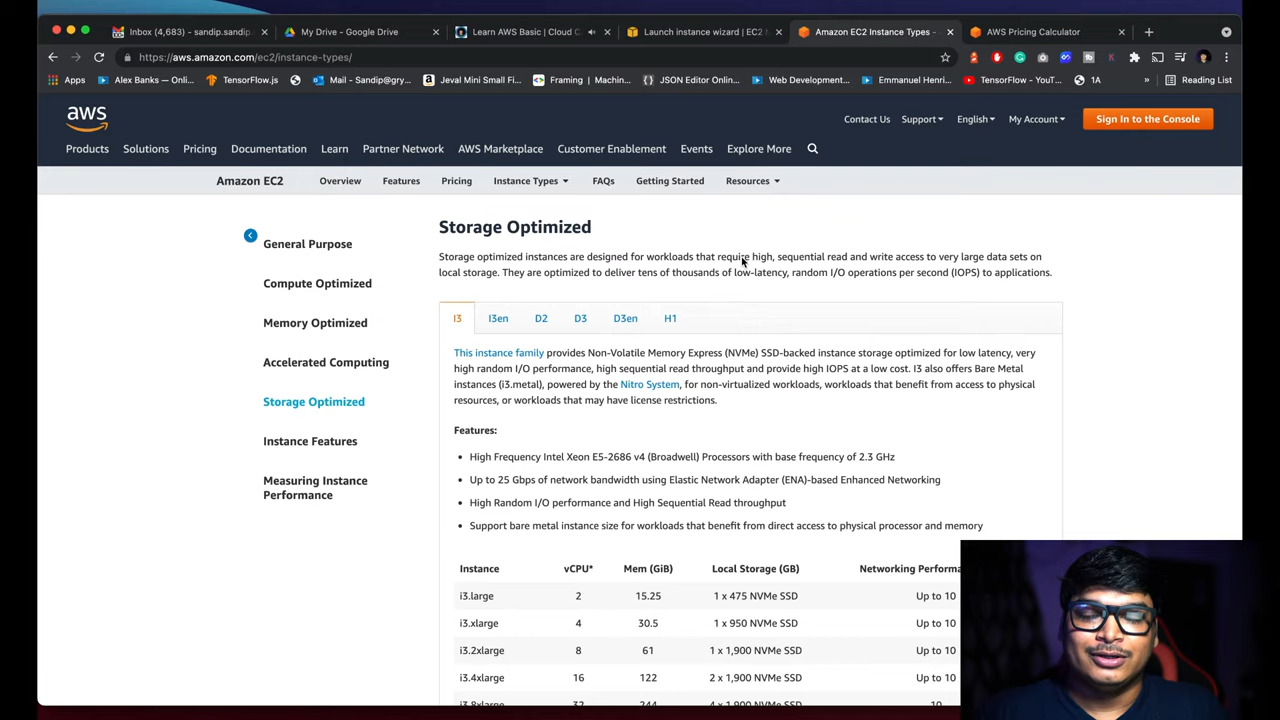 Inbox (4,683) - sandip.sandip.
My Drive - Google Drive
Learn AWS Basic | Cloud C
Launch instance wizard | EC2
Amazon EC2 Instance Types –
AWS Pricing Calculator
https://aws.amazon.com/ec2/instance-types/
Apps
Alex Banks — Onli...
TensorFlow.js
Mail - Sandip@gry...
Jeval Mini Small Fi...
Framing | Machin...
JSON Editor Onlin...
Web Development...
Emmanuel Henri...
TensorFlow - YouT...
1A
»
Reading List
aws
Contact Us
Support
English
My Account
Sign In to the Console
Products
Solutions
Pricing
Documentation
Learn
Partner Network
AWS Marketplace
Customer Enablement
Events
Explore More
Amazon EC2
Overview
Features
Pricing
Instance Types
FAQs
Getting Started
Resources
General Purpose
Compute Optimized
Memory Optimized
Accelerated Computing
Storage Optimized
Instance Features
Measuring Instance
Performance
Storage Optimized
Storage optimized instances are designed for workloads that require high, sequential read and write access to very large data sets on
local storage. They are optimized to deliver tens of thousands of low-latency, random I/O operations per second (IOPS) to applications.
I3 I3en D2 D3 D3en H1
This instance family provides Non-Volatile Memory Express (NVMe) SSD-backed instance storage optimized for low latency, very
high random I/O performance, high sequential read throughput and provide high IOPS at a low cost. I3 also offers Bare Metal
instances (i3.metal), powered by the Nitro System, for non-virtualized workloads, workloads that benefit from access to physical
resources, or workloads that may have license restrictions.
Features:
• High Frequency Intel Xeon E5-2686 v4 (Broadwell) Processors with base frequency of 2.3 GHz
• Up to 25 Gbps of network bandwidth using Elastic Network Adapter (ENA)-based Enhanced Networking
• High Random I/O performance and High Sequential Read throughput
• Support bare metal instance size for workloads that benefit from direct access to physical processor and memory
Instance vCPU* Mem (GiB) Local Storage (GB) Networking Performa
i3.large 2 15.25 1 x 475 NVMe SSD Up to 10
i3.xlarge 4 30.5 1 x 950 NVMe SSD Up to 10
i3.2xlarge 8 61 1 x 1,900 NVMe SSD Up to 10
i3.4xlarge 16 122 2 x 1,900 NVMe SSD Up to 10
i3.8xlarge 32 244 4 x 1,900 NVMe SSD 10